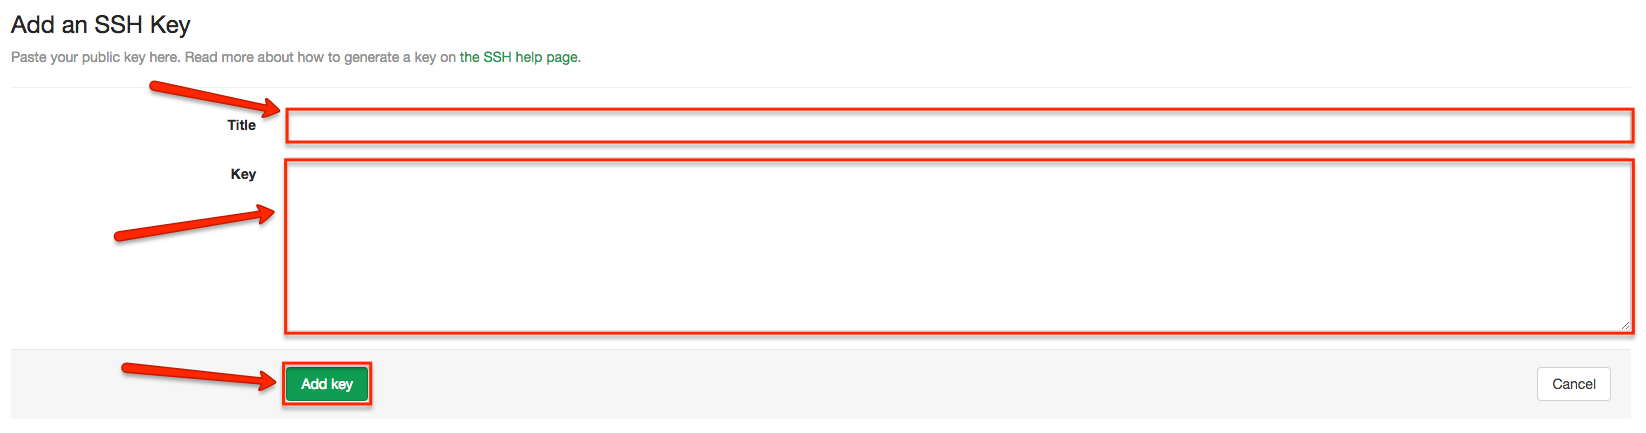 Add an SSH Key
Paste your public key here. Read more about how to generate a key on the SSH help page.
Title
Key
Add key
Cancel